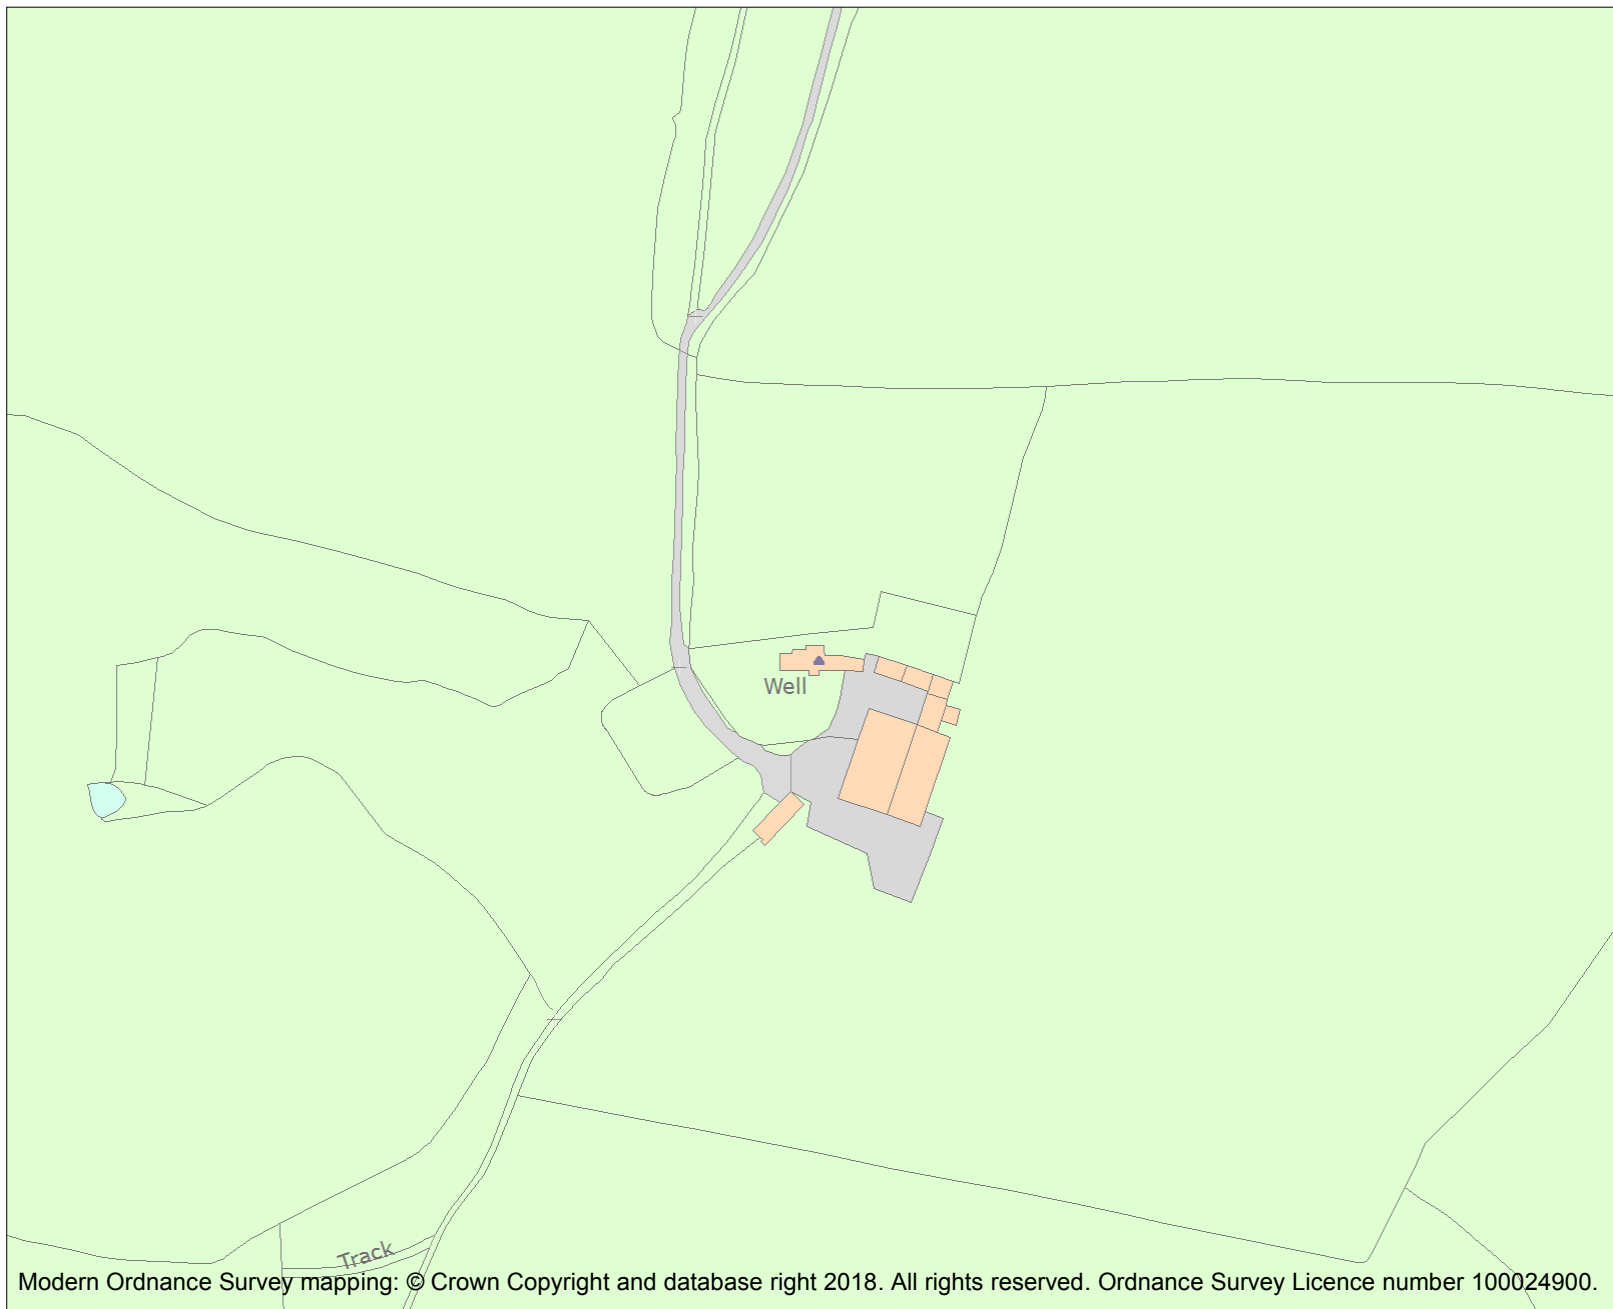 Well
Track
Modern Ordnance Survey mapping: © Crown Copyright and database right 2018. All rights reserved. Ordnance Survey Licence number 100024900.